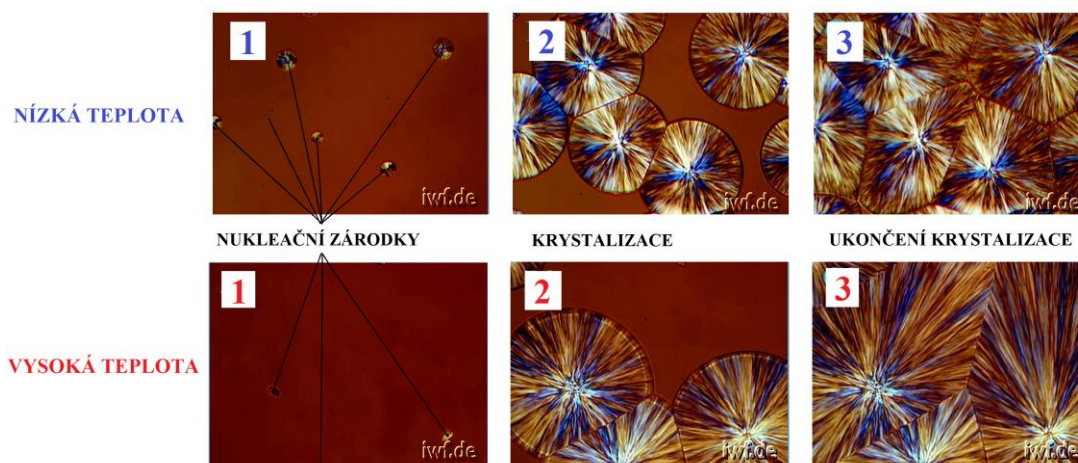 1
2
3
NÍZKÁ TEPLOTA
iwf.de
iwf.de
iwf.de
NUKLEAČNÍ ZÁRODKY
KRYSTALIZACE
UKONČENÍ KRYSTALIZACE
1
2
3
VYSOKÁ TEPLOTA
iwf.de
iwf.de
iwf.de